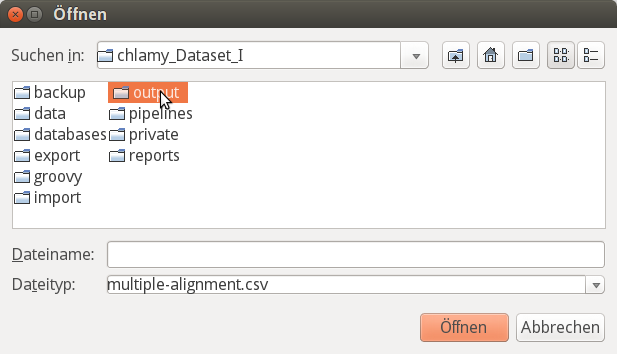 Öffnen
Suchen in: chlamy_Dataset_I
backup output
data pipelines
databases private
export reports
groovy
import
Dateiname:
Dateityp: multiple-alignment.csv
Öffnen Abbrechen